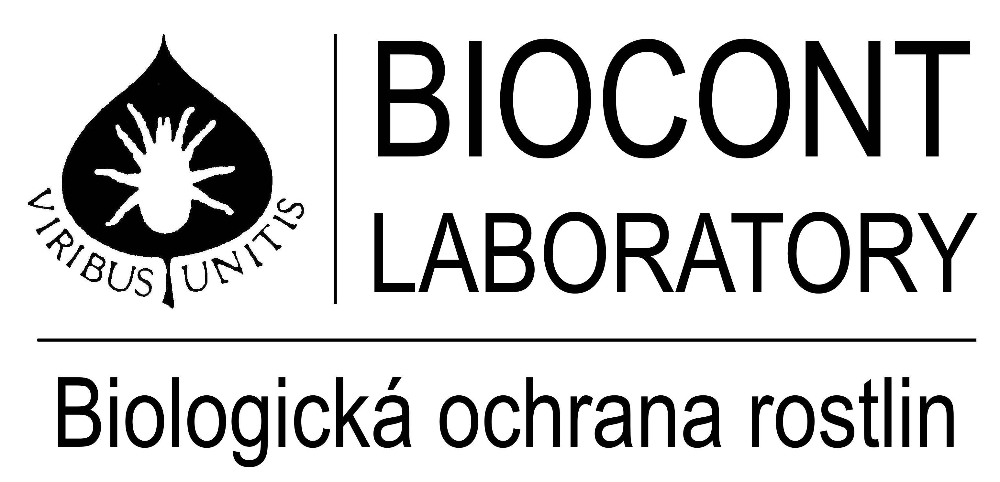 VIRIBUS UNITIS
BIOCONT
LABORATORY
Biologická ochrana rostlin